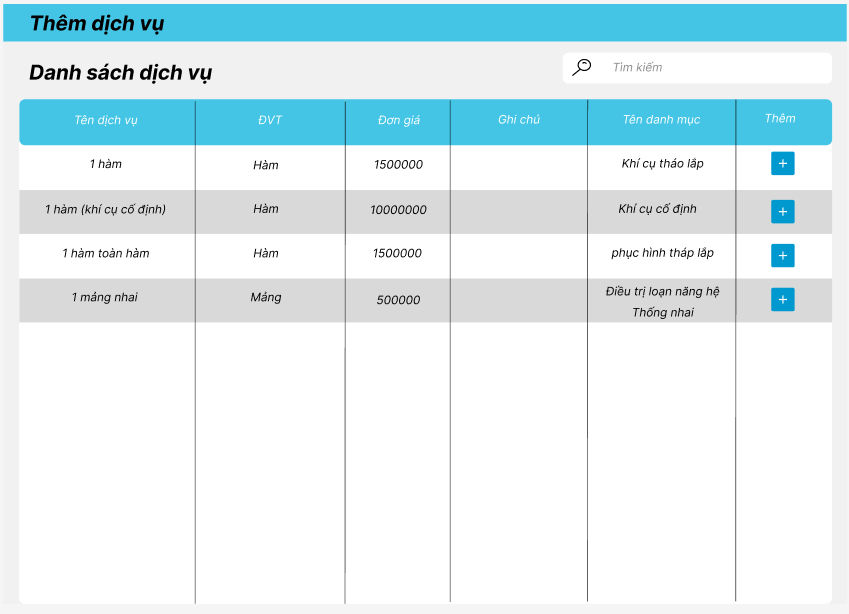 Thêm dịch vụ
Danh sách dịch vụ
Tìm kiếm
Tên dịch vụ ĐVT Đơn giá Ghi chú Tên danh mục Thêm
1 hàm Hàm 1500000 Khí cụ tháo lắp +
1 hàm (khí cụ cố định) Hàm 10000000 Khí cụ cố định +
1 hàm toàn hàm Hàm 1500000 phục hình tháp lắp +
1 mảng nhai Mảng 500000 Điều trị loạn năng hệ +
Thống nhai